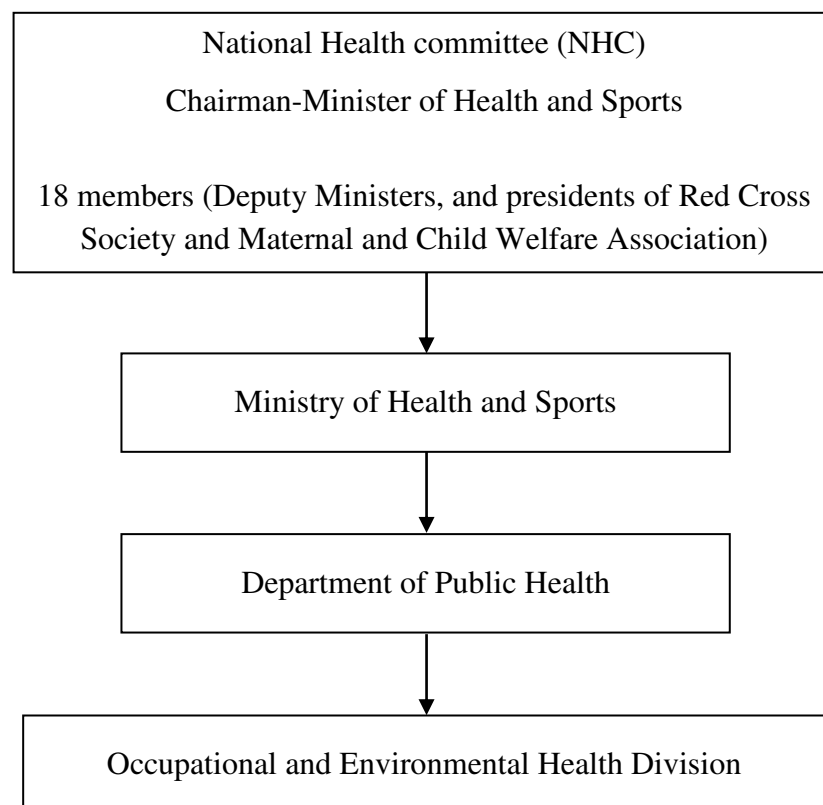 National Health committee (NHC)
Chairman-Minister of Health and Sports
18 members (Deputy Ministers, and presidents of Red Cross
Society and Maternal and Child Welfare Association)
Ministry of Health and Sports
Department of Public Health
Occupational and Environmental Health Division